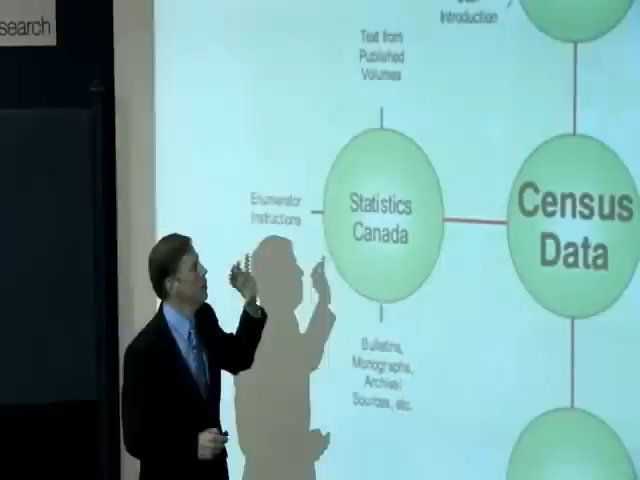 search
Introduction
Text from
Published
Volumes
Enumerator
Instructions
Statistics
Canada
Census
Data
Bulletins,
Monographs,
Archival
Sources, etc.